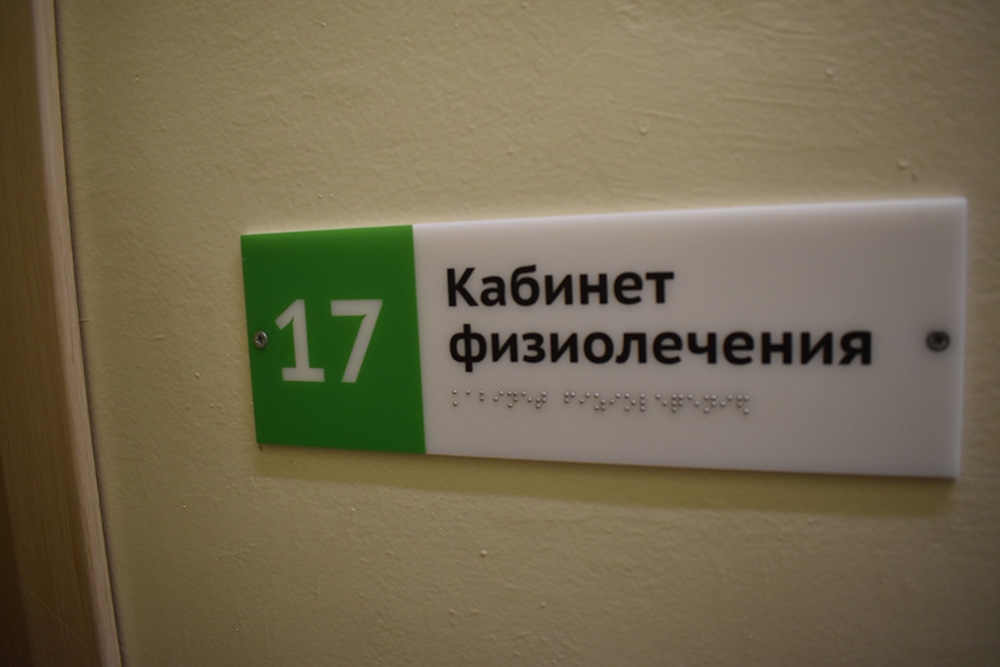 17
Кабинет
физиолечения